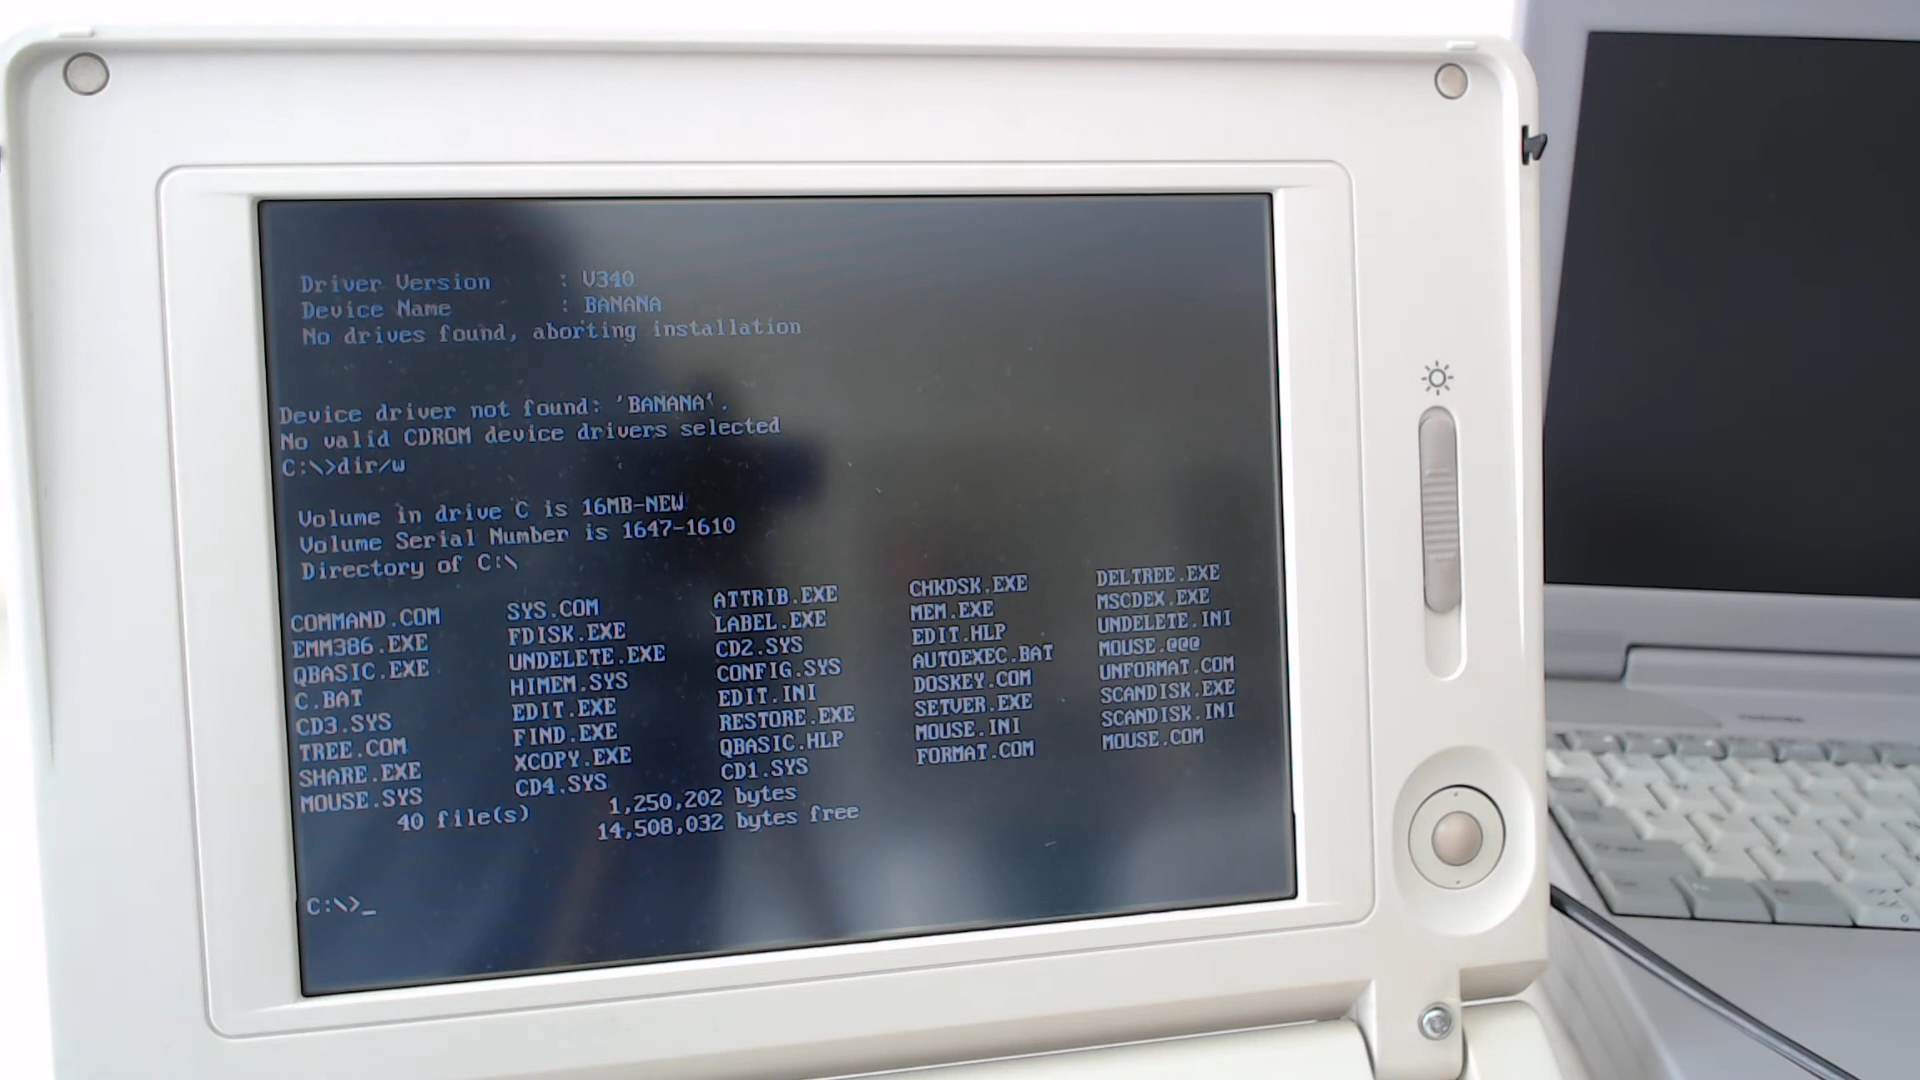 Driver Version : V340
Device Name : BANANA
No drives found, aborting installation
Device driver not found: 'BANANA'.
No valid CDROM device drivers selected
C:\>dir/w
Volume in drive C is 16MB-NEW
Volume Serial Number is 1647-1610
Directory of C:\
COMMAND.COM SYS.COM ATTRIB.EXE CHKDSK.EXE DELTREE.EXE
EMM386.EXE FDISK.EXE LABEL.EXE MEM.EXE MSCDEX.EXE
QBASIC.EXE UNDELETE.EXE CD2.SYS EDIT.HLP UNDELETE.INI
C.BAT HIMEM.SYS CONFIG.SYS AUTOEXEC.BAT MOUSE.@@@
CD3.SYS EDIT.EXE EDIT.INI DOSKEY.COM UNFORMAT.COM
TREE.COM FIND.EXE RESTORE.EXE SETVER.EXE SCANDISK.EXE
SHARE.EXE XCOPY.EXE QBASIC.HLP MOUSE.INI SCANDISK.INI
MOUSE.SYS CD4.SYS CD1.SYS FORMAT.COM MOUSE.COM
40 file(s) 1,250,202 bytes
14,508,032 bytes free
C:\>_